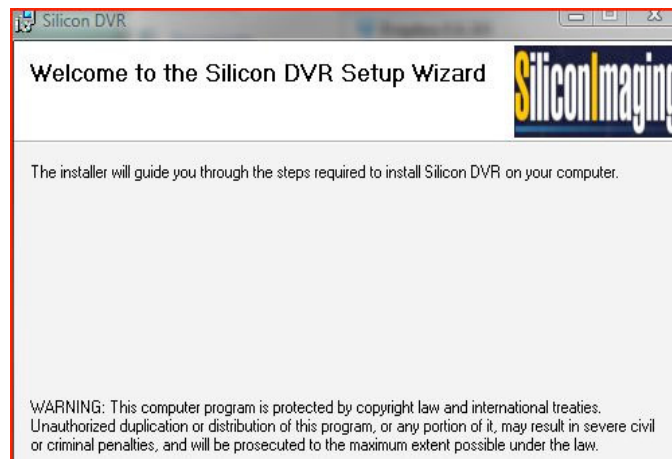 Silicon DVR
Welcome to the Silicon DVR Setup Wizard
SiliconImaging
The installer will guide you through the steps required to install Silicon DVR on your computer.
WARNING: This computer program is protected by copyright law and international treaties.
Unauthorized duplication or distribution of this program, or any portion of it, may result in severe civil
or criminal penalties, and will be prosecuted to the maximum extent possible under the law.